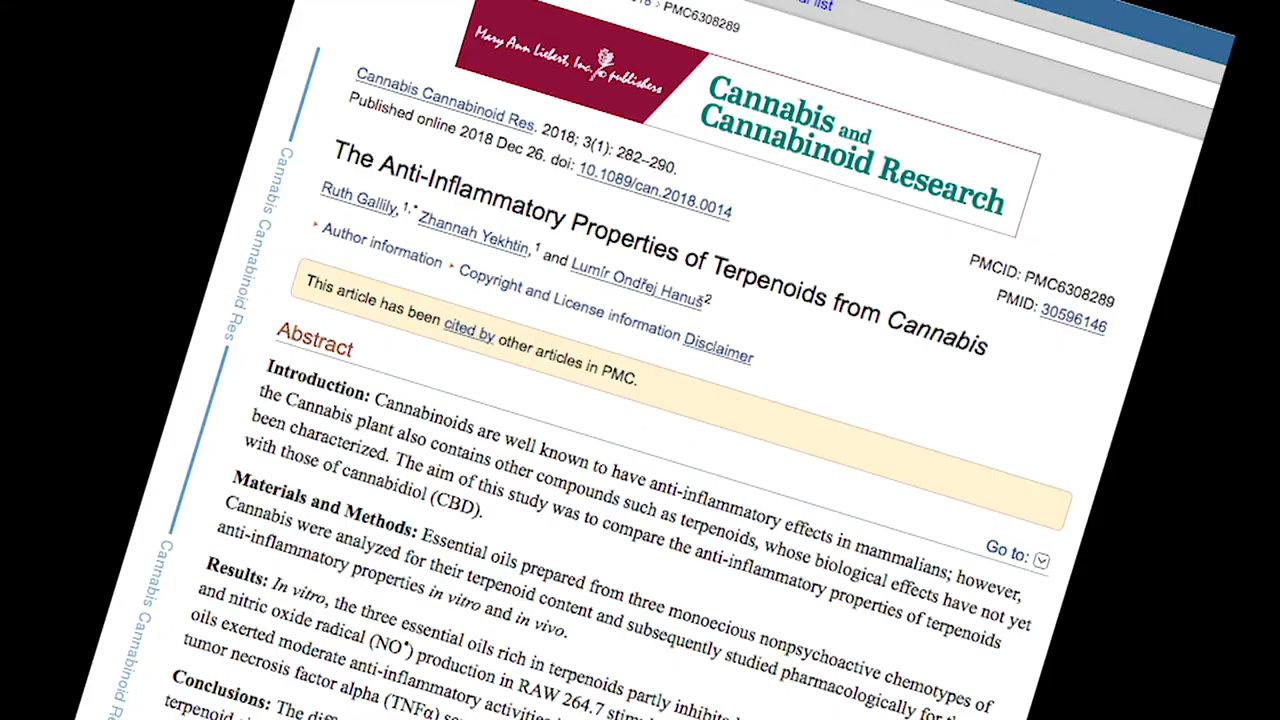 › PMC6308289
Mary Ann Liebert, Inc. publishers
Cannabis and
Cannabinoid Research
Cannabis Cannabinoid Res. 2018; 3(1): 282–290.
Published online 2018 Dec 26. doi: 10.1089/can.2018.0014
PMCID: PMC6308289
PMID: 30596146
The Anti-Inflammatory Properties of Terpenoids from Cannabis
Ruth Gallily,1,* Zhannah Yekhtin,1 and Lumír Ondřej Hanuš2
▸ Author information ▸ Copyright and License information Disclaimer
This article has been cited by other articles in PMC.
Abstract
Go to:
Introduction: Cannabinoids are well known to have anti-inflammatory effects in mammalians; however,
the Cannabis plant also contains other compounds such as terpenoids, whose biological effects have not yet
been characterized. The aim of this study was to compare the anti-inflammatory properties of terpenoids
with those of cannabidiol (CBD).
Materials and Methods: Essential oils prepared from three monoecious nonpsychoactive chemotypes of
Cannabis were analyzed for their terpenoid content and subsequently studied pharmacologically for
anti-inflammatory properties in vitro and in vivo.
Results: In vitro, the three essential oils rich in terpenoids partly inhibited
and nitric oxide radical (NO•) production in RAW 264.7
oils exerted moderate anti-inflammatory activities
tumor necrosis factor alpha (TNFα)
Conclusions: The
Cannabis Cannabinoid Res
Cannabis Cannabinoid